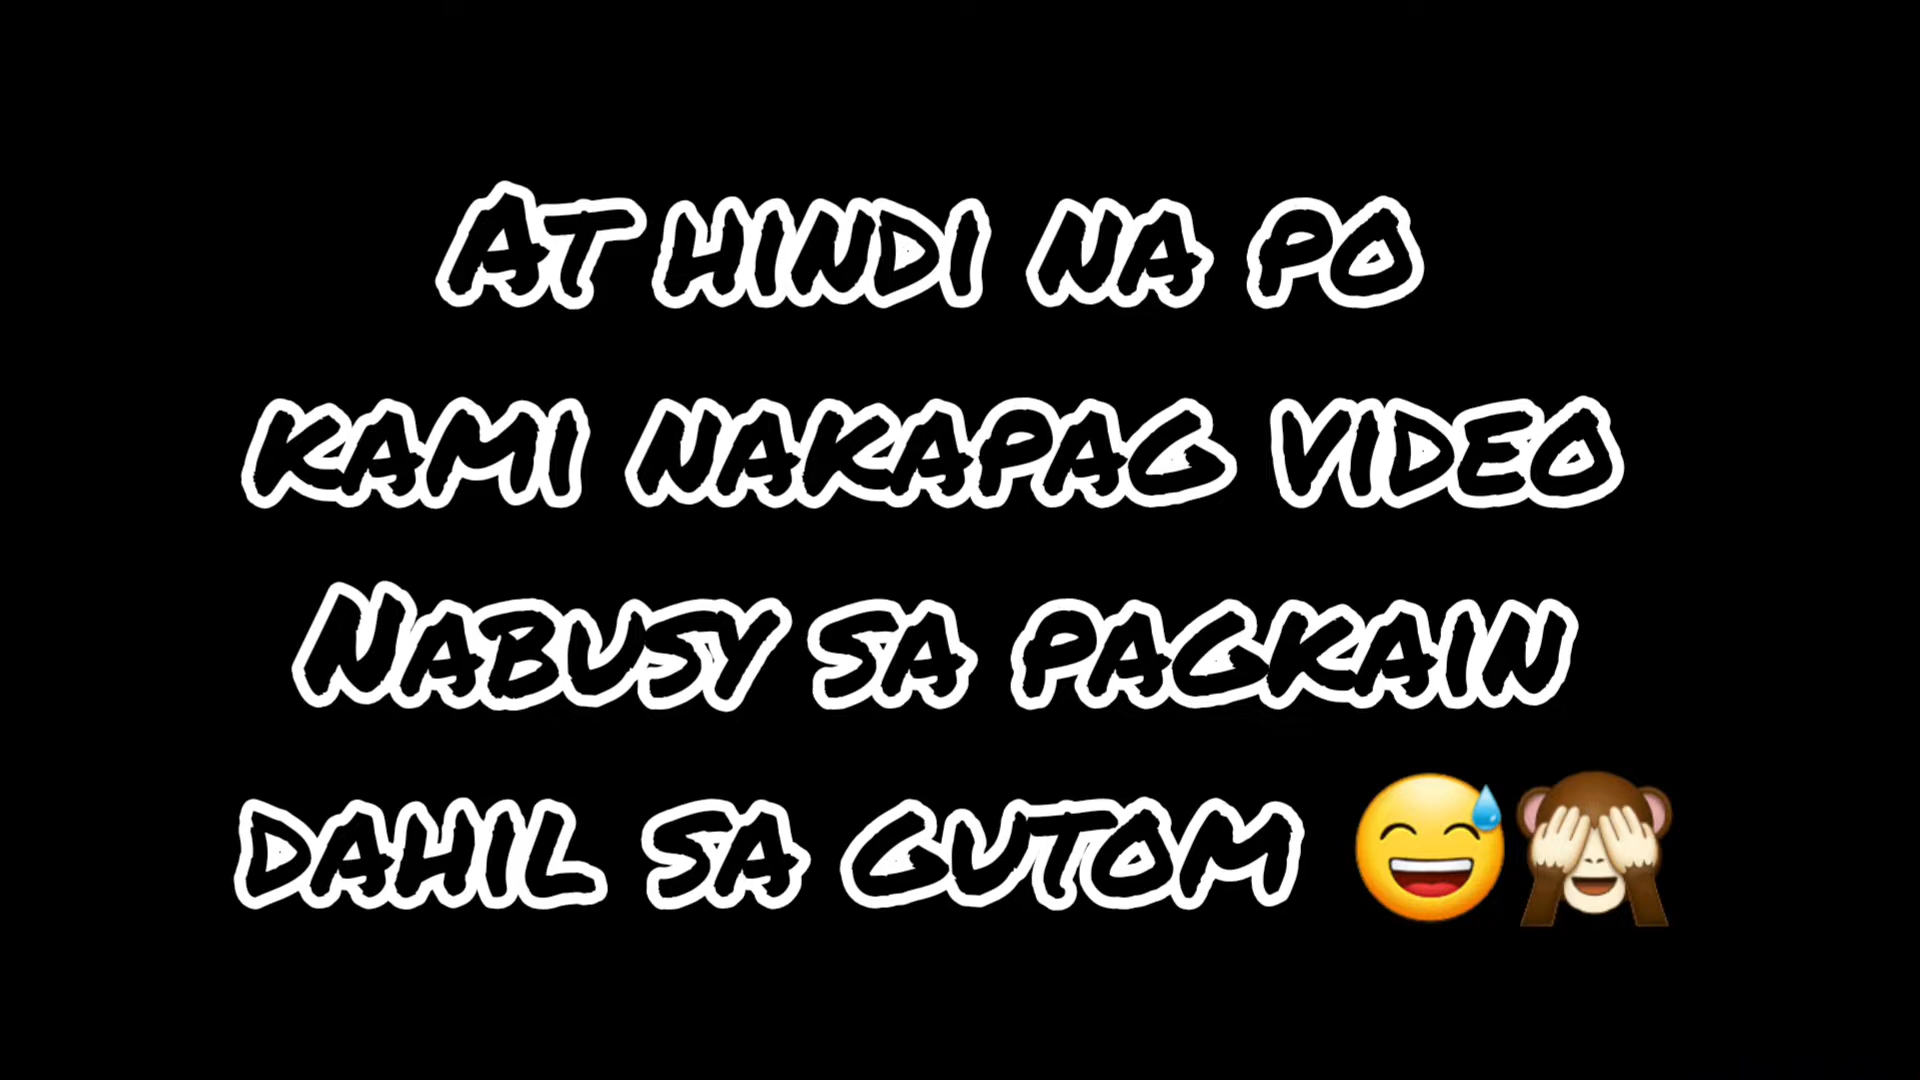 At hindi na po
kami nakapag video
Nabusy sa pagkain
dahil sa gutom 😅🙈